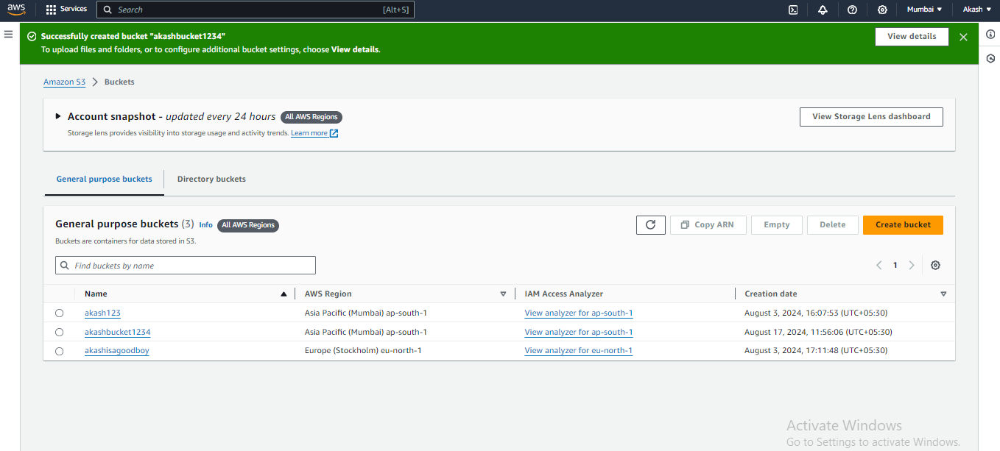 aws Services Search [Alt+S] Mumbai ▼ Akash ▼
Successfully created bucket "akashbucket1234"
To upload files and folders, or to configure additional bucket settings, choose View details.
View details
Amazon S3 > Buckets
Account snapshot - updated every 24 hours All AWS Regions
Storage lens provides visibility into storage usage and activity trends. Learn more
View Storage Lens dashboard
General purpose buckets Directory buckets
General purpose buckets (3) Info All AWS Regions
Buckets are containers for data stored in S3.
Copy ARN Empty Delete Create bucket
Find buckets by name
1
Name AWS Region IAM Access Analyzer Creation date
akash123 Asia Pacific (Mumbai) ap-south-1 View analyzer for ap-south-1 August 3, 2024, 16:07:53 (UTC+05:30)
akashbucket1234 Asia Pacific (Mumbai) ap-south-1 View analyzer for ap-south-1 August 17, 2024, 11:56:06 (UTC+05:30)
akashisagoodboy Europe (Stockholm) eu-north-1 View analyzer for eu-north-1 August 3, 2024, 17:11:48 (UTC+05:30)
Activate Windows
Go to Settings to activate Windows.